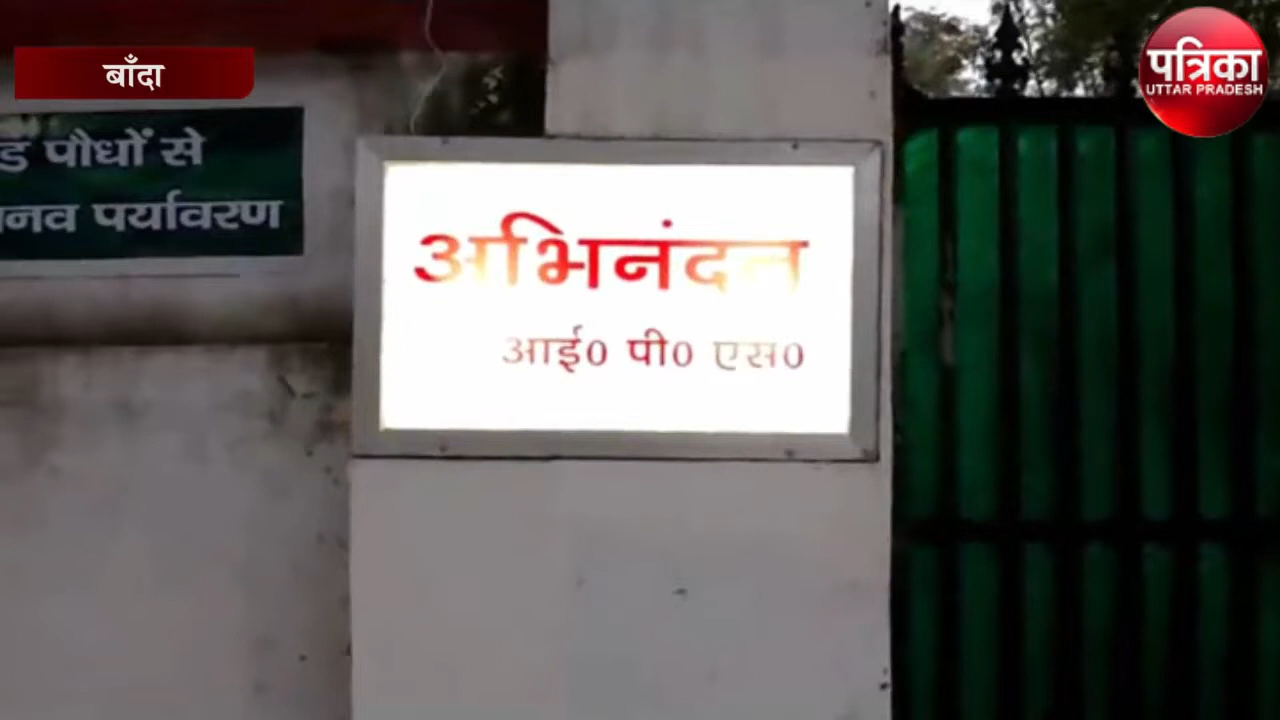 बाँदा
पत्रिका
UTTAR PRADESH
पौधों से
पर्यावरण
अभिनंदन
आई0 पी0 एस0